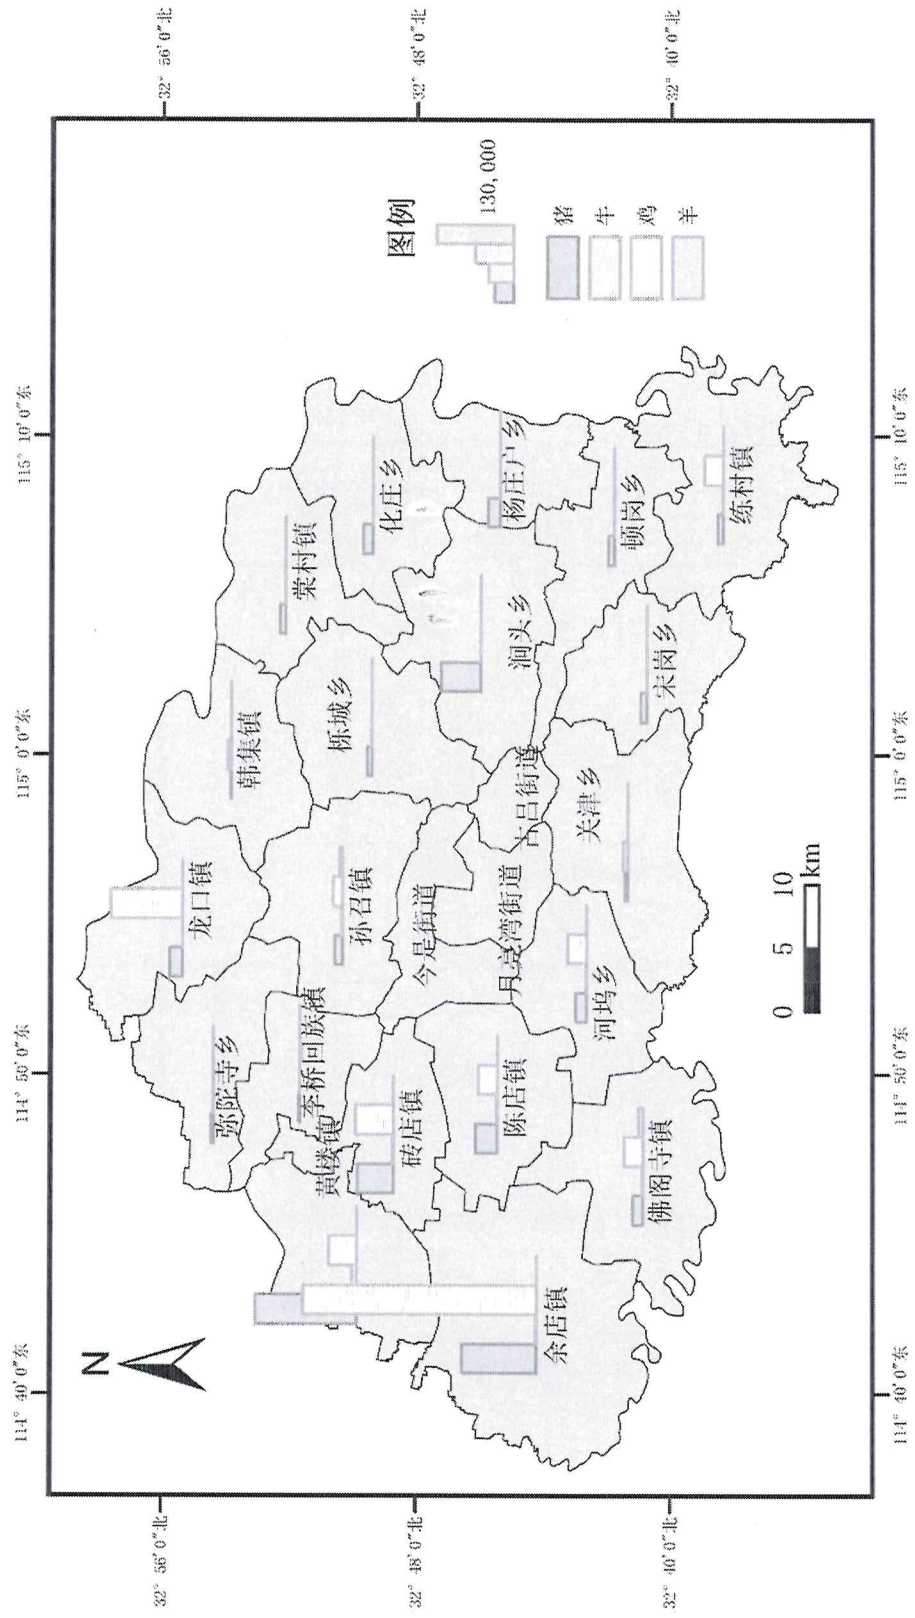 N
114° 40′ 0″东
114° 50′ 0″东
115° 0′ 0″东
115° 10′ 0″东
32° 56′ 0″北
32° 56′ 0″北
32° 48′ 0″北
32° 48′ 0″北
32° 40′ 0″北
32° 40′ 0″北
龙口镇
弥陀寺乡
韩集镇
棠村镇
李桥回族镇
黄楼镇
孙召镇
栎城乡
化庄乡
砖店镇
今是街道
陈店镇
月亮湾街道
古吕街道
涧头乡
杨庄户乡
余店镇
河坞乡
关津乡
佛阁寺镇
宋岗乡
顿岗乡
练村镇
图例
130, 000
猪
牛
鸡
羊
0 5 10
km
114° 40′ 0″东
114° 50′ 0″东
115° 0′ 0″东
115° 10′ 0″东